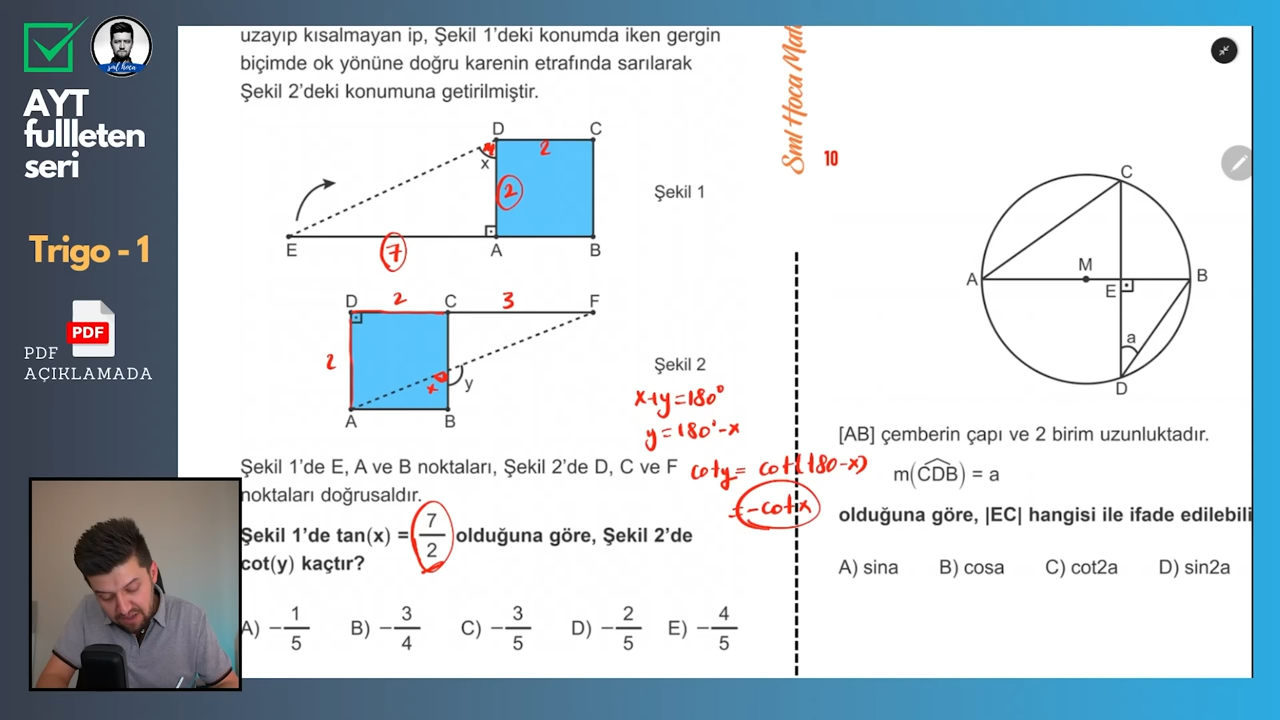 sml hoca
AYT
fullleten
seri
Trigo - 1
PDF
PDF
AÇIKLAMADA
uzayıp kısalmayan ip, Şekil 1'deki konumda iken gergin
biçimde ok yönüne doğru karenin etrafında sarılarak
Şekil 2'deki konumuna getirilmiştir.
D C
2
x
2
E 7 A B
Şekil 1
D 2 C 3 F
2
x y
A B
Şekil 2
x+y=180°
y=180°-x
coty= cot(180-x)
=-cotx
Şekil 1'de E, A ve B noktaları, Şekil 2'de D, C ve F
noktaları doğrusaldır.
Şekil 1'de tan(x) = 7/2 olduğuna göre, Şekil 2'de
cot(y) kaçtır?
A) -1/5 B) -3/4 C) -3/5 D) -2/5 E) -4/5
Sml Hoca Mat
10
C
A M B
E
a
D
[AB] çemberin çapı ve 2 birim uzunluktadır.
m(CDB) = a
olduğuna göre, |EC| hangisi ile ifade edilebili
A) sina B) cosa C) cot2a D) sin2a